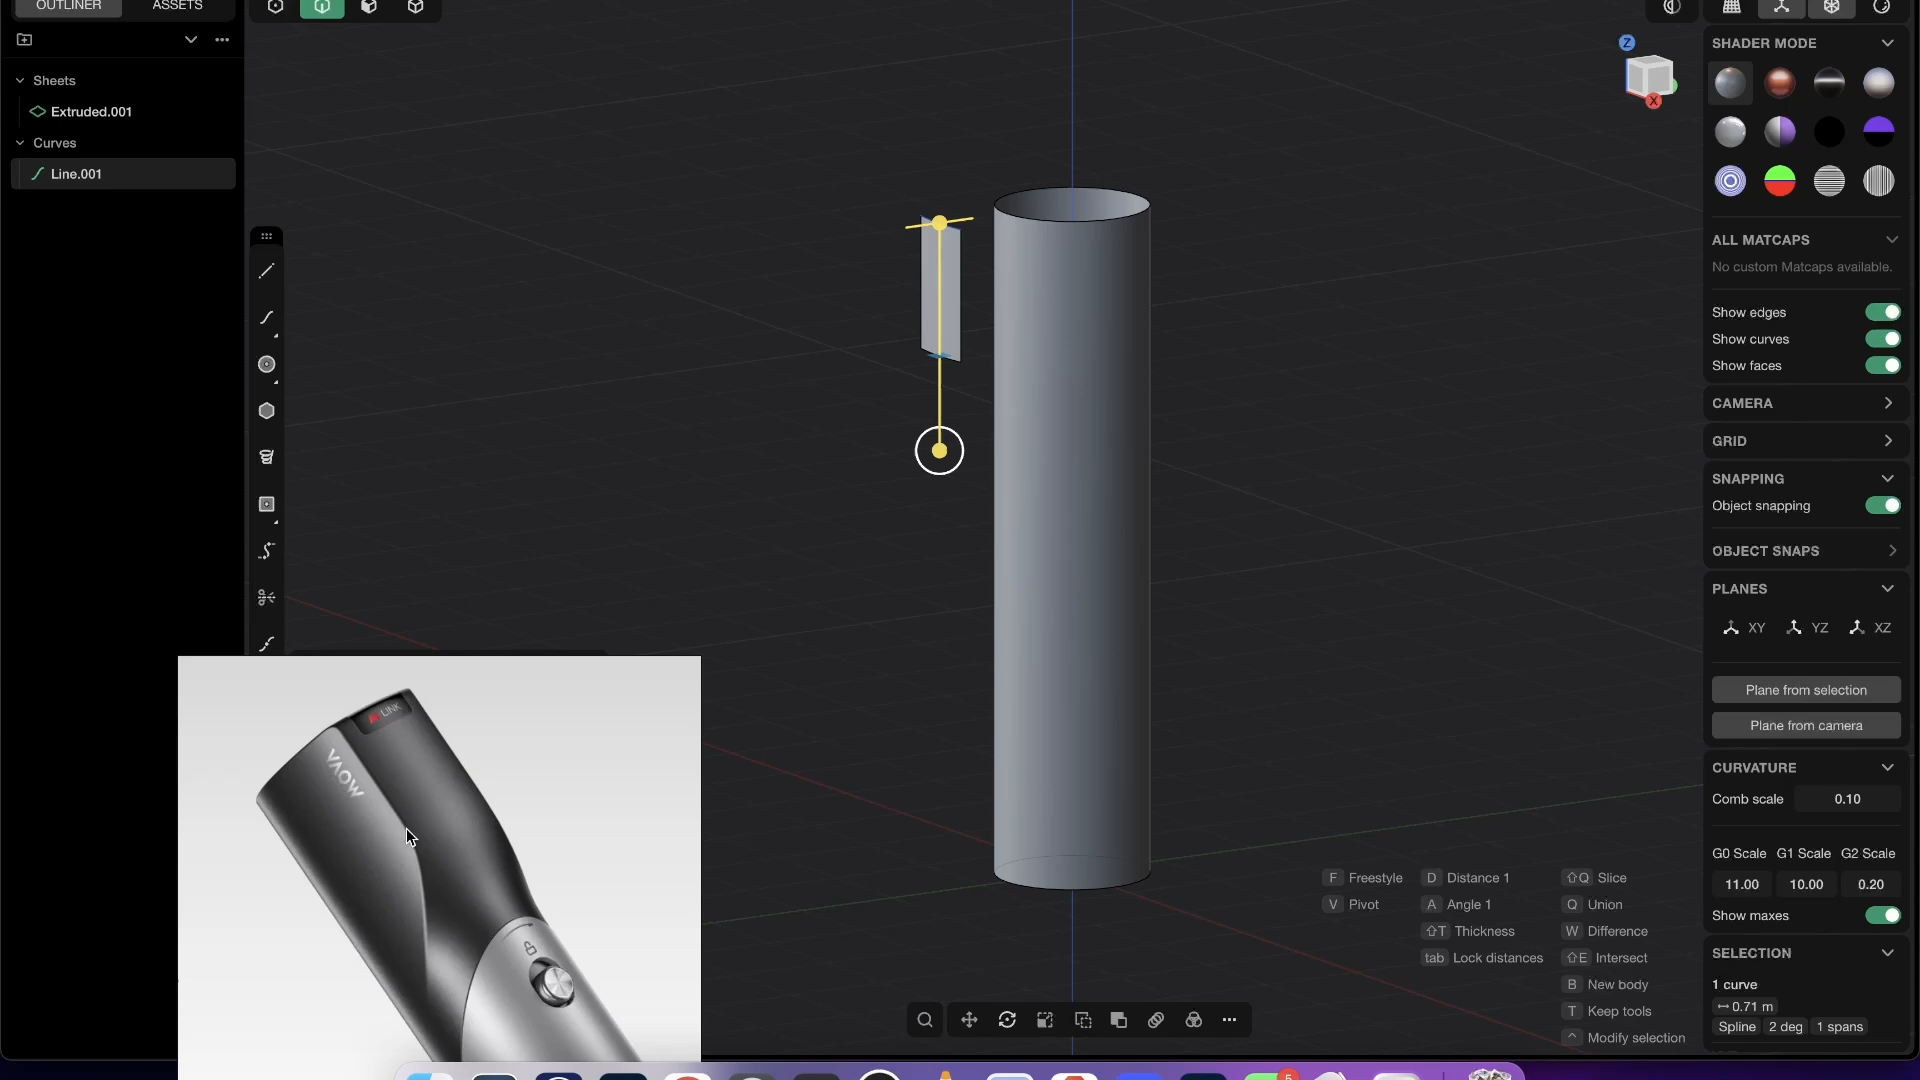 OUTLINER
ASSETS
Sheets
Extruded.001
Curves
Line.001
Z
X
SHADER MODE
ALL MATCAPS
No custom Matcaps available.
Show edges
Show curves
Show faces
CAMERA
GRID
SNAPPING
Object snapping
OBJECT SNAPS
PLANES
XY
YZ
XZ
Plane from selection
Plane from camera
CURVATURE
Comb scale
0.10
G0 Scale
G1 Scale
G2 Scale
11.00
10.00
0.20
Show maxes
SELECTION
1 curve
0.71 m
Spline
2 deg
1 spans
F Freestyle
V Pivot
D Distance 1
A Angle 1
⇧T Thickness
tab Lock distances
⇧Q Slice
Q Union
W Difference
⇧E Intersect
B New body
T Keep tools
^ Modify selection
LINK
VAOW
5